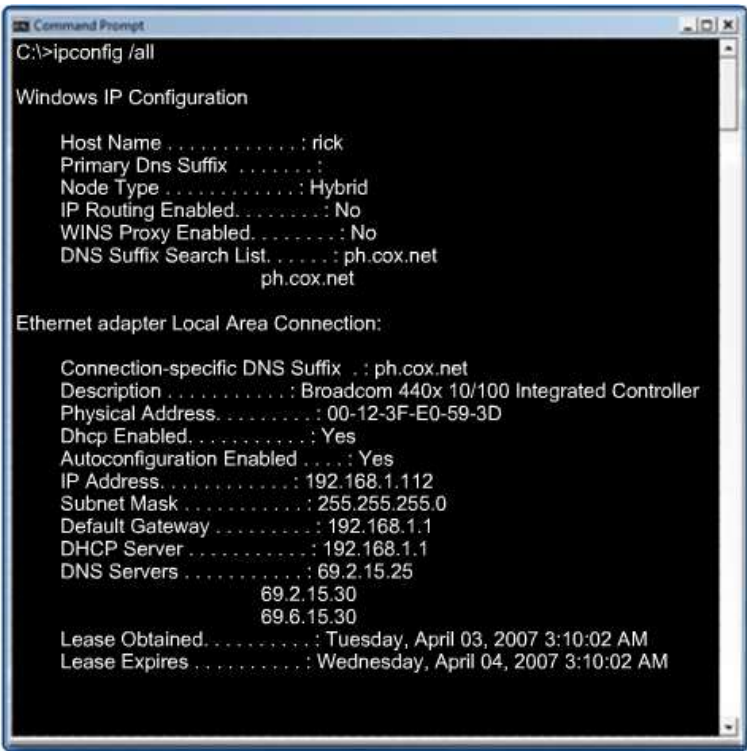 Command Prompt
C:\>ipconfig /all
Windows IP Configuration
Host Name . . . . . . . . . . . . : rick
Primary Dns Suffix . . . . . . . :
Node Type . . . . . . . . . . . . : Hybrid
IP Routing Enabled. . . . . . . . : No
WINS Proxy Enabled. . . . . . . . : No
DNS Suffix Search List. . . . . . : ph.cox.net
ph.cox.net
Ethernet adapter Local Area Connection:
Connection-specific DNS Suffix . : ph.cox.net
Description . . . . . . . . . . . : Broadcom 440x 10/100 Integrated Controller
Physical Address. . . . . . . . . : 00-12-3F-E0-59-3D
Dhcp Enabled. . . . . . . . . . . : Yes
Autoconfiguration Enabled . . . . : Yes
IP Address. . . . . . . . . . . . : 192.168.1.112
Subnet Mask . . . . . . . . . . . : 255.255.255.0
Default Gateway . . . . . . . . . : 192.168.1.1
DHCP Server . . . . . . . . . . . : 192.168.1.1
DNS Servers . . . . . . . . . . . : 69.2.15.25
69.2.15.30
69.6.15.30
Lease Obtained. . . . . . . . . . : Tuesday, April 03, 2007 3:10:02 AM
Lease Expires . . . . . . . . . . : Wednesday, April 04, 2007 3:10:02 AM